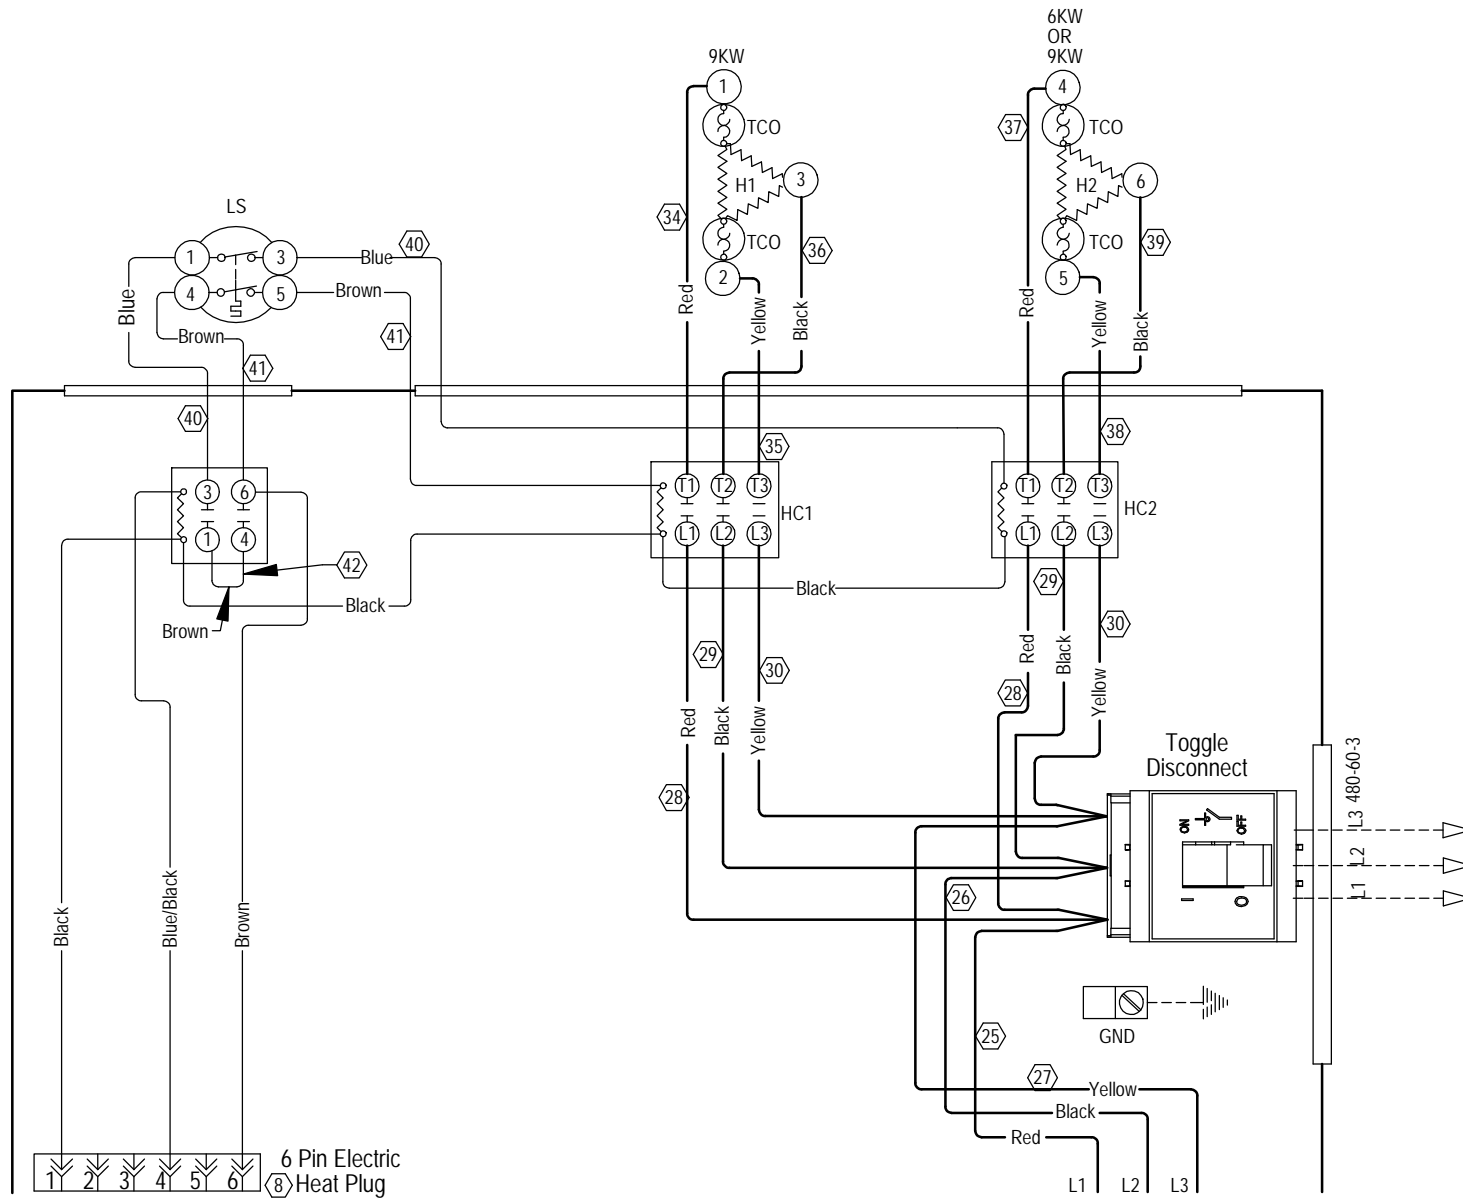 6KW
OR
9KW
9KW
1
4
TCO
37
TCO
H1
3
H2
6
34
LS
TCO
TCO
40
36
39
1
3
Blue
2
5
4
5
Brown
Blue
Red
Yellow
Black
Red
Yellow
Black
Brown
41
41
40
35
38
3
6
T1
T2
T3
T1
T2
T3
HC1
HC2
1
4
L1
L2
L3
L1
L2
L3
42
29
Black
Black
Brown
30
29
30
Red
Black
Yellow
28
Red
Black
Yellow
Toggle
Disconnect
480-60-3
28
L3
ON
OFF
L2
L1
26
Black
Blue/Black
Brown
GND
25
27
Yellow
Black
Red
1
2
3
4
5
6
6 Pin Electric
8
Heat Plug
L1
L2
L3